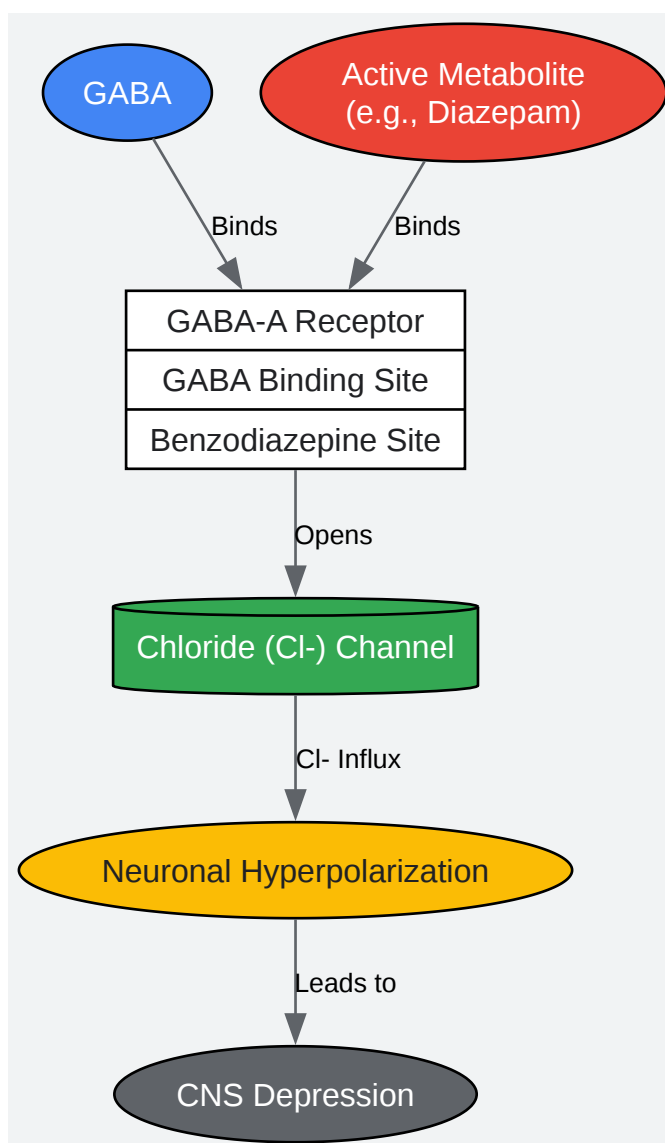 GABA
Active Metabolite
(e.g., Diazepam)
Binds
Binds
GABA-A Receptor
GABA Binding Site
Benzodiazepine Site
Opens
Chloride (Cl-) Channel
Cl- Influx
Neuronal Hyperpolarization
Leads to
CNS Depression